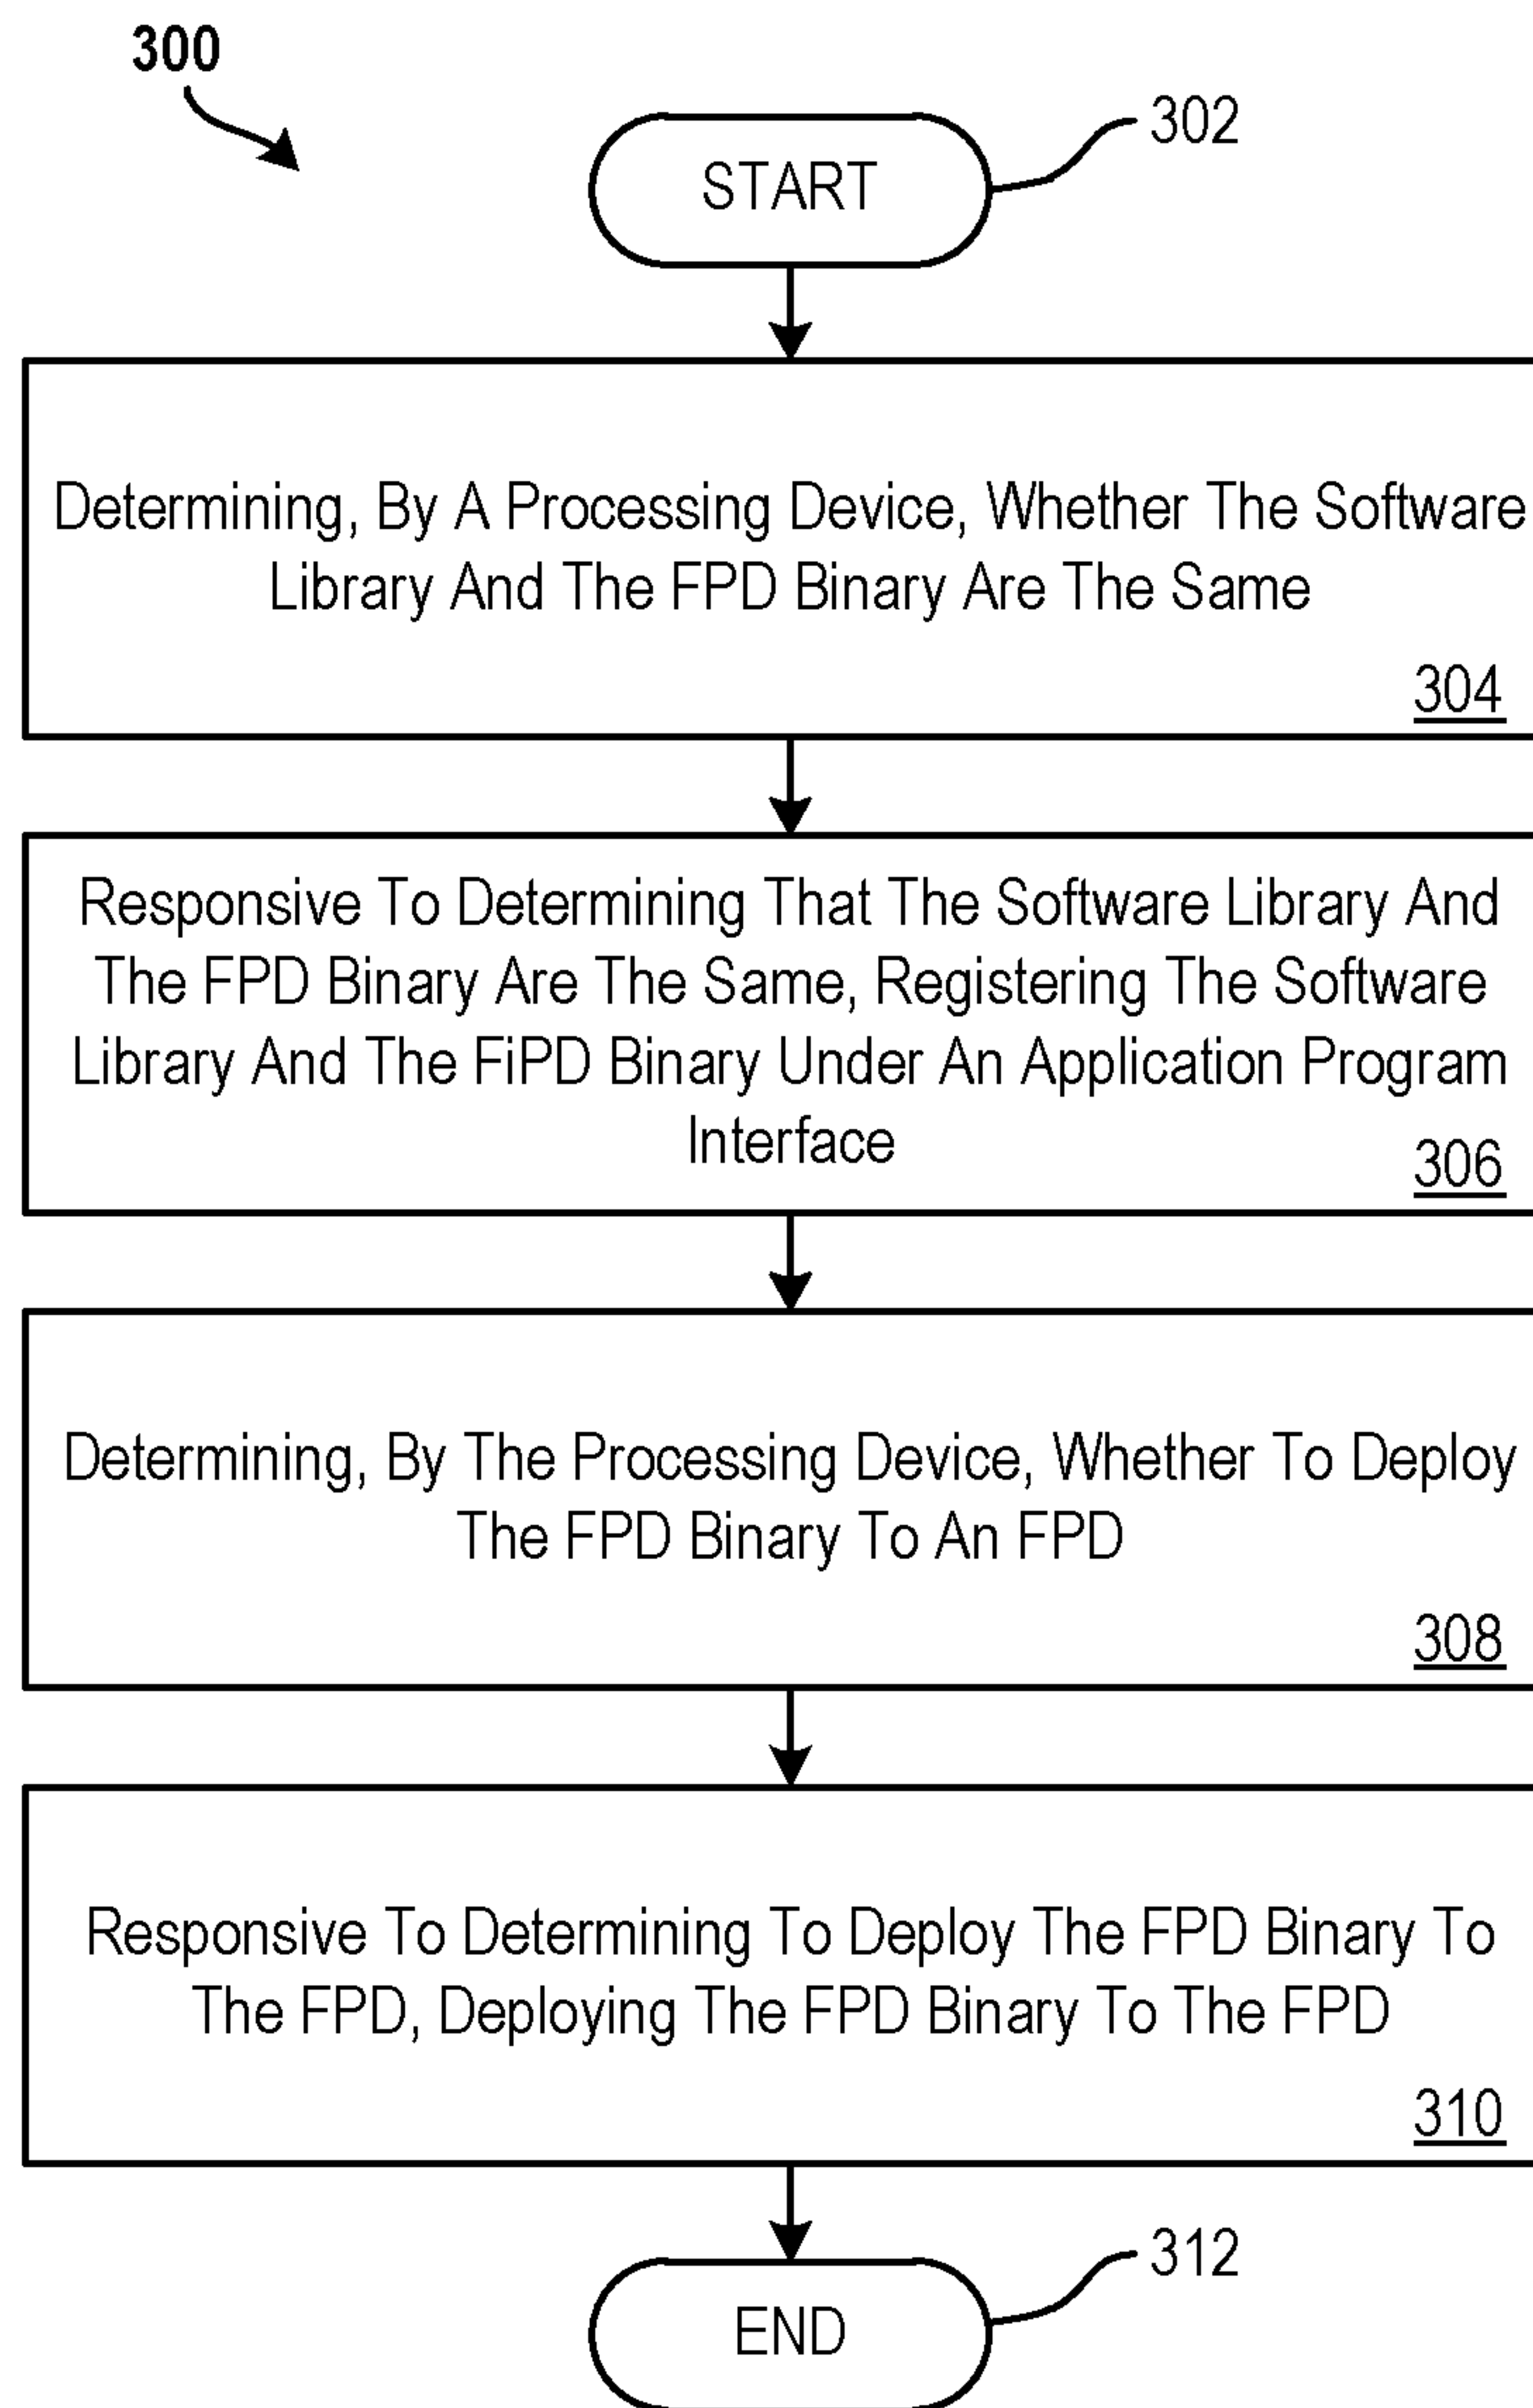 300
302
START
Determining, By A Processing Device, Whether The Software
Library And The FPD Binary Are The Same
304
Responsive To Determining That The Software Library And
The FPD Binary Are The Same, Registering The Software
Library And The FiPD Binary Under An Application Program
Interface
306
Determining, By The Processing Device, Whether To Deploy
The FPD Binary To An FPD
308
Responsive To Determining To Deploy The FPD Binary To
The FPD, Deploying The FPD Binary To The FPD
310
312
END